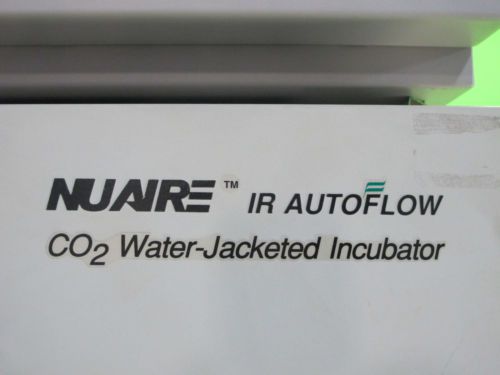 NUAIRE™ IR AUTOFLOW
CO2 Water-Jacketed Incubator